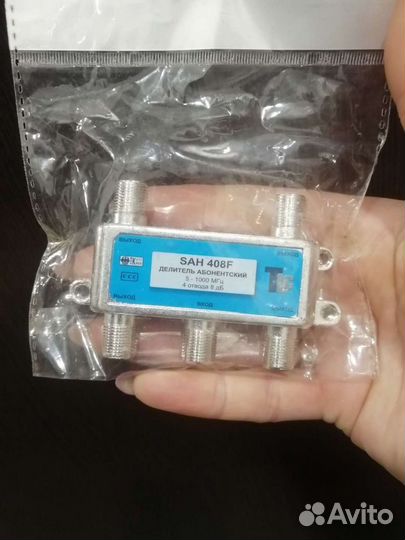 ВЫХОД
SAH 408F
ДЕЛИТЕЛЬ АБОНЕНТСКИЙ
5 - 1000 МГц
4 отвода 8 дБ
ВЫХОД
ВХОД
Avito